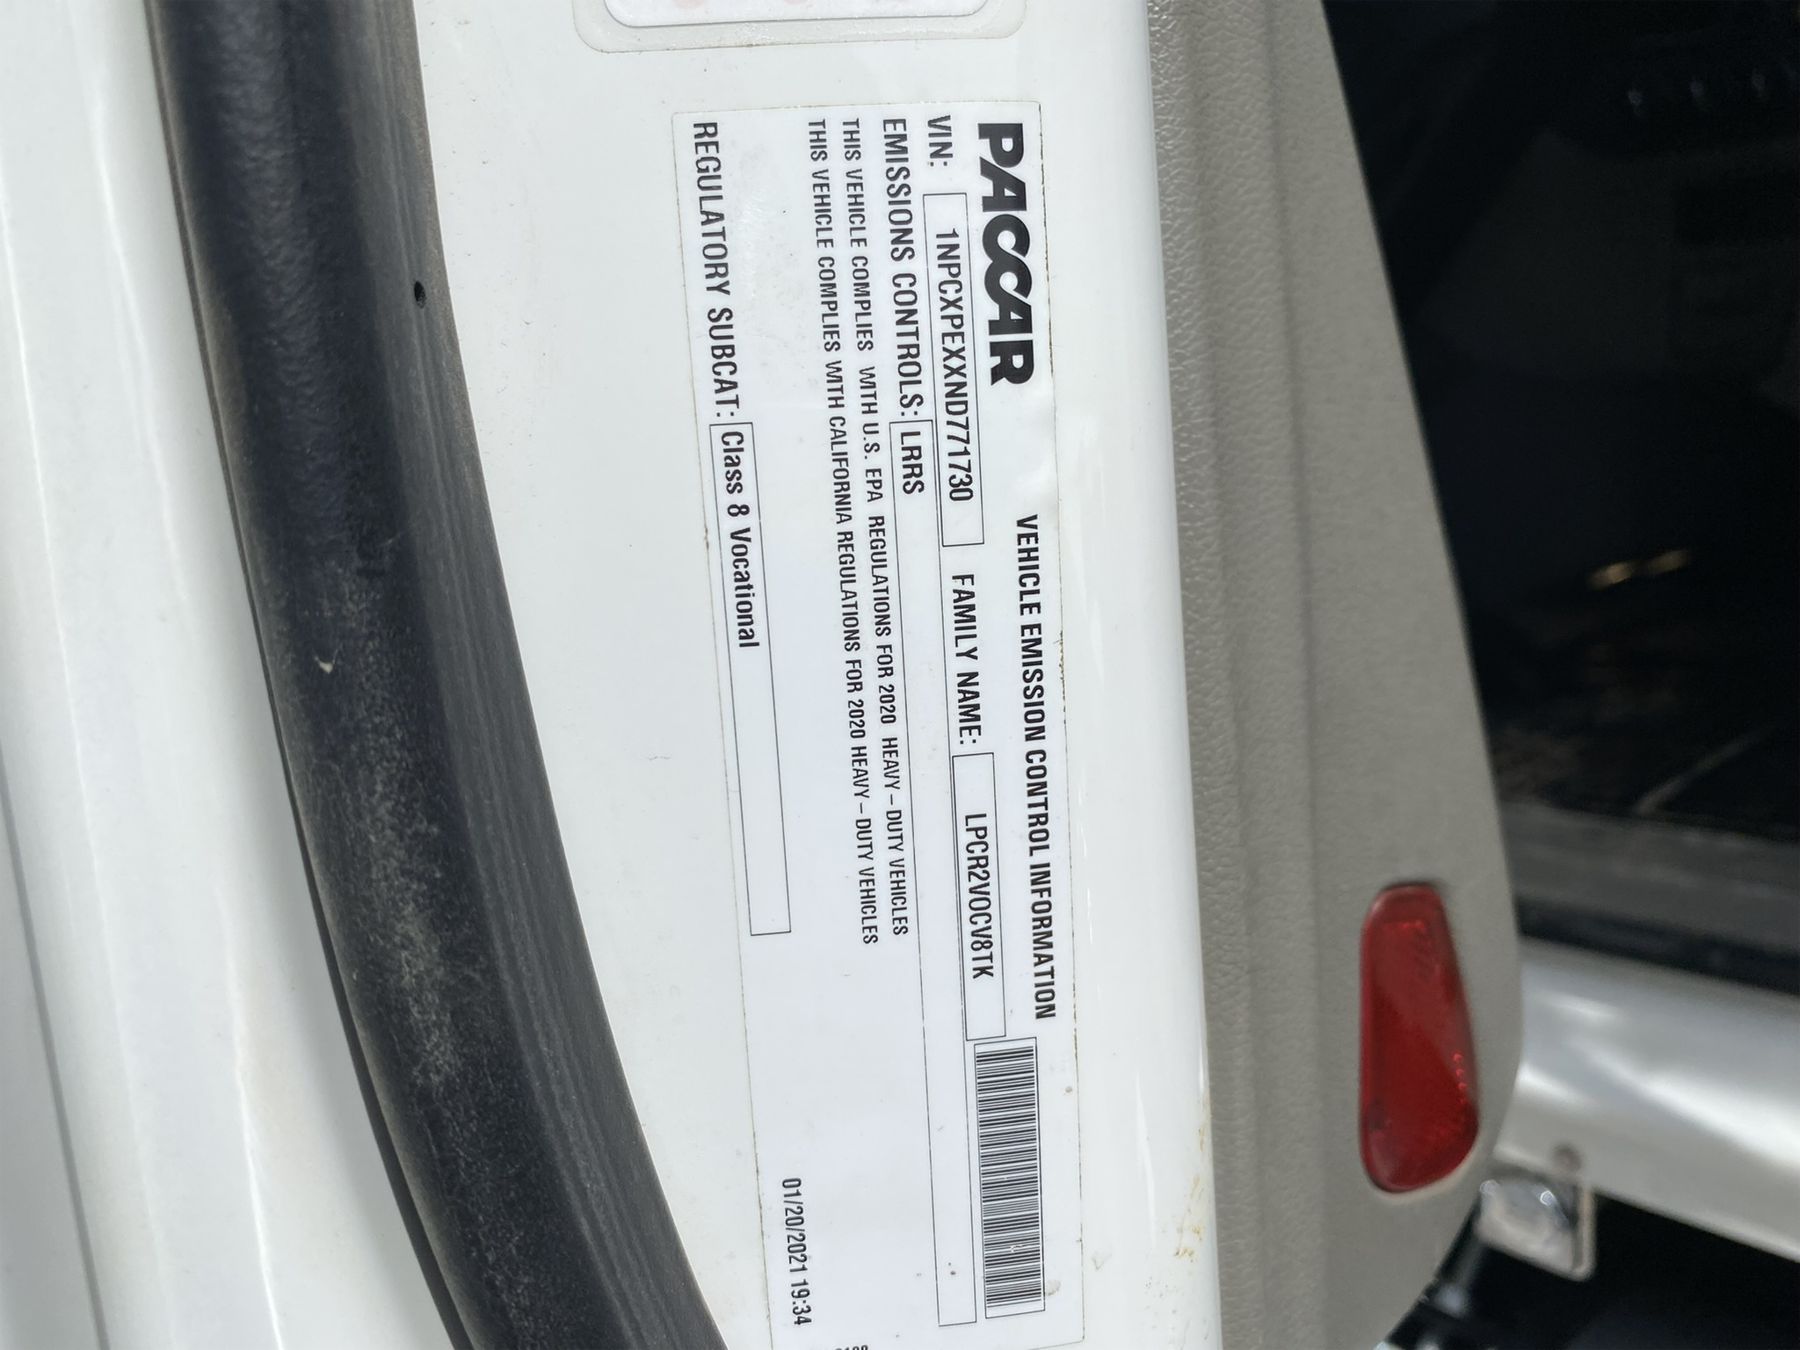 PACCAR
VEHICLE EMISSION CONTROL INFORMATION
VIN: 1NPCXPEXXND771730 FAMILY NAME: LPCR2VOCV8TK
EMISSIONS CONTROLS: LRRS
THIS VEHICLE COMPLIES WITH U.S. EPA REGULATIONS FOR 2020 HEAVY-DUTY VEHICLES
THIS VEHICLE COMPLIES WITH CALIFORNIA REGULATIONS FOR 2020 HEAVY-DUTY VEHICLES
REGULATORY SUBCAT: Class 8 Vocational
01/20/2021 19:34